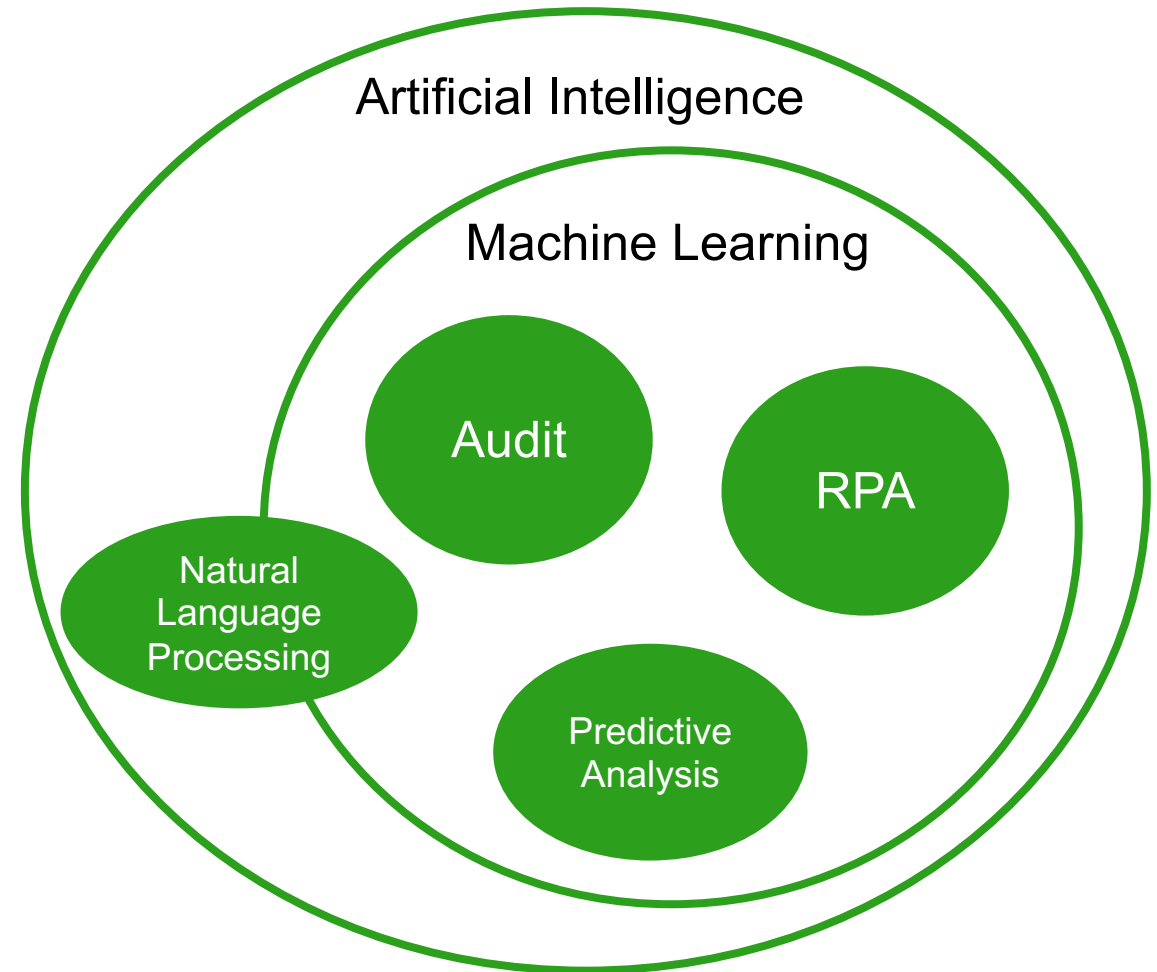 Artificial Intelligence
Machine Learning
Audit
RPA
Natural
Language
Processing
Predictive
Analysis